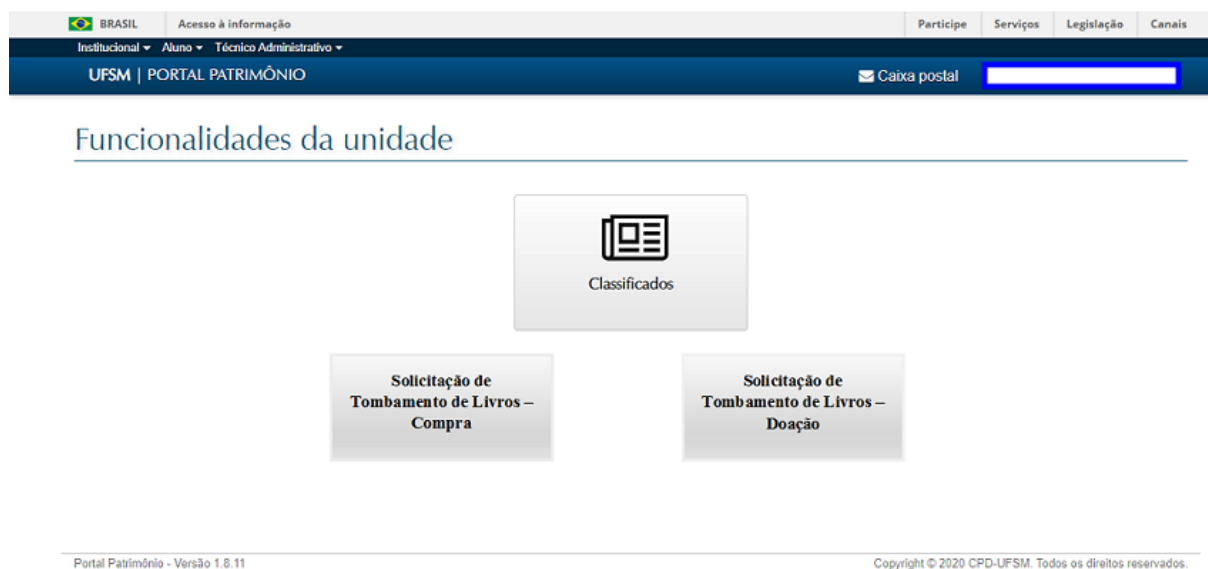 BRASIL Acesso à informação Participe Serviços Legislação Canais
Institucional Aluno Técnico Administrativo
UFSM | PORTAL PATRIMÔNIO Caixa postal
Funcionalidades da unidade
Classificados
Solicitação de
Tombamento de Livros –
Compra
Solicitação de
Tombamento de Livros –
Doação
Portal Patrimônio - Versão 1.8.11 Copyright © 2020 CPD-UFSM. Todos os direitos reservados.